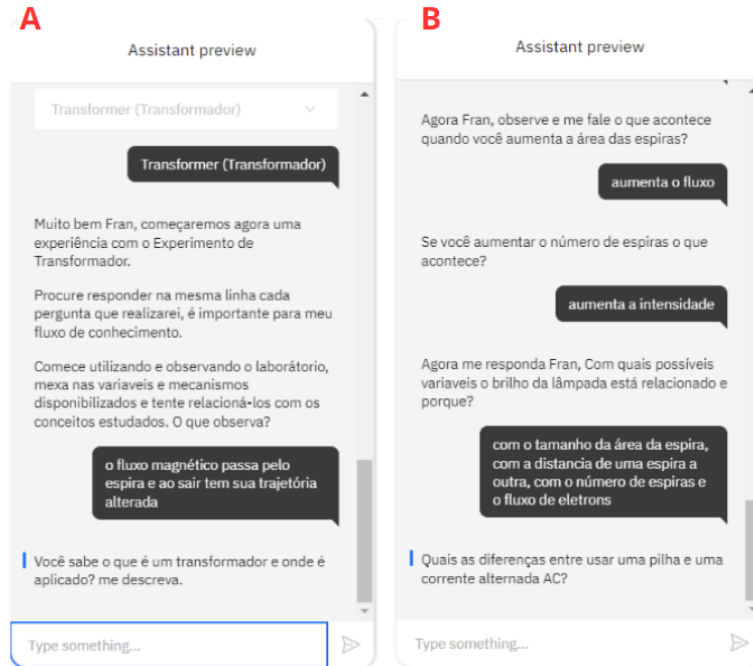 A
Assistant preview
Transformer (Transformador)
Transformer (Transformador)
Muito bem Fran, começaremos agora uma
experiência com o Experimento de
Transformador.
Procure responder na mesma linha cada
pergunta que realizarei, é importante para meu
fluxo de conhecimento.
Comece utilizando e observando o laborátorio,
mexa nas variaveis e mecanismos
disponibilizados e tente relacioná-los com os
conceitos estudados. O que observa?
o fluxo magnético passa pelo
espira e ao sair tem sua trajetória
alterada
Você sabe o que é um transformador e onde é
aplicado? me descreva.
Type something...
B
Assistant preview
Agora Fran, observe e me fale o que acontece
quando você aumenta a área das espiras?
aumenta o fluxo
Se você aumentar o número de espiras o que
acontece?
aumenta a intensidade
Agora me responda Fran, Com quais possíveis
variaveis o brilho da lâmpada está relacionado e
porque?
com o tamanho da área da espira,
com a distancia de uma espira a
outra, com o número de espiras e
o fluxo de eletrons
Quais as diferenças entre usar uma pilha e uma
corrente alternada AC?
Type something...